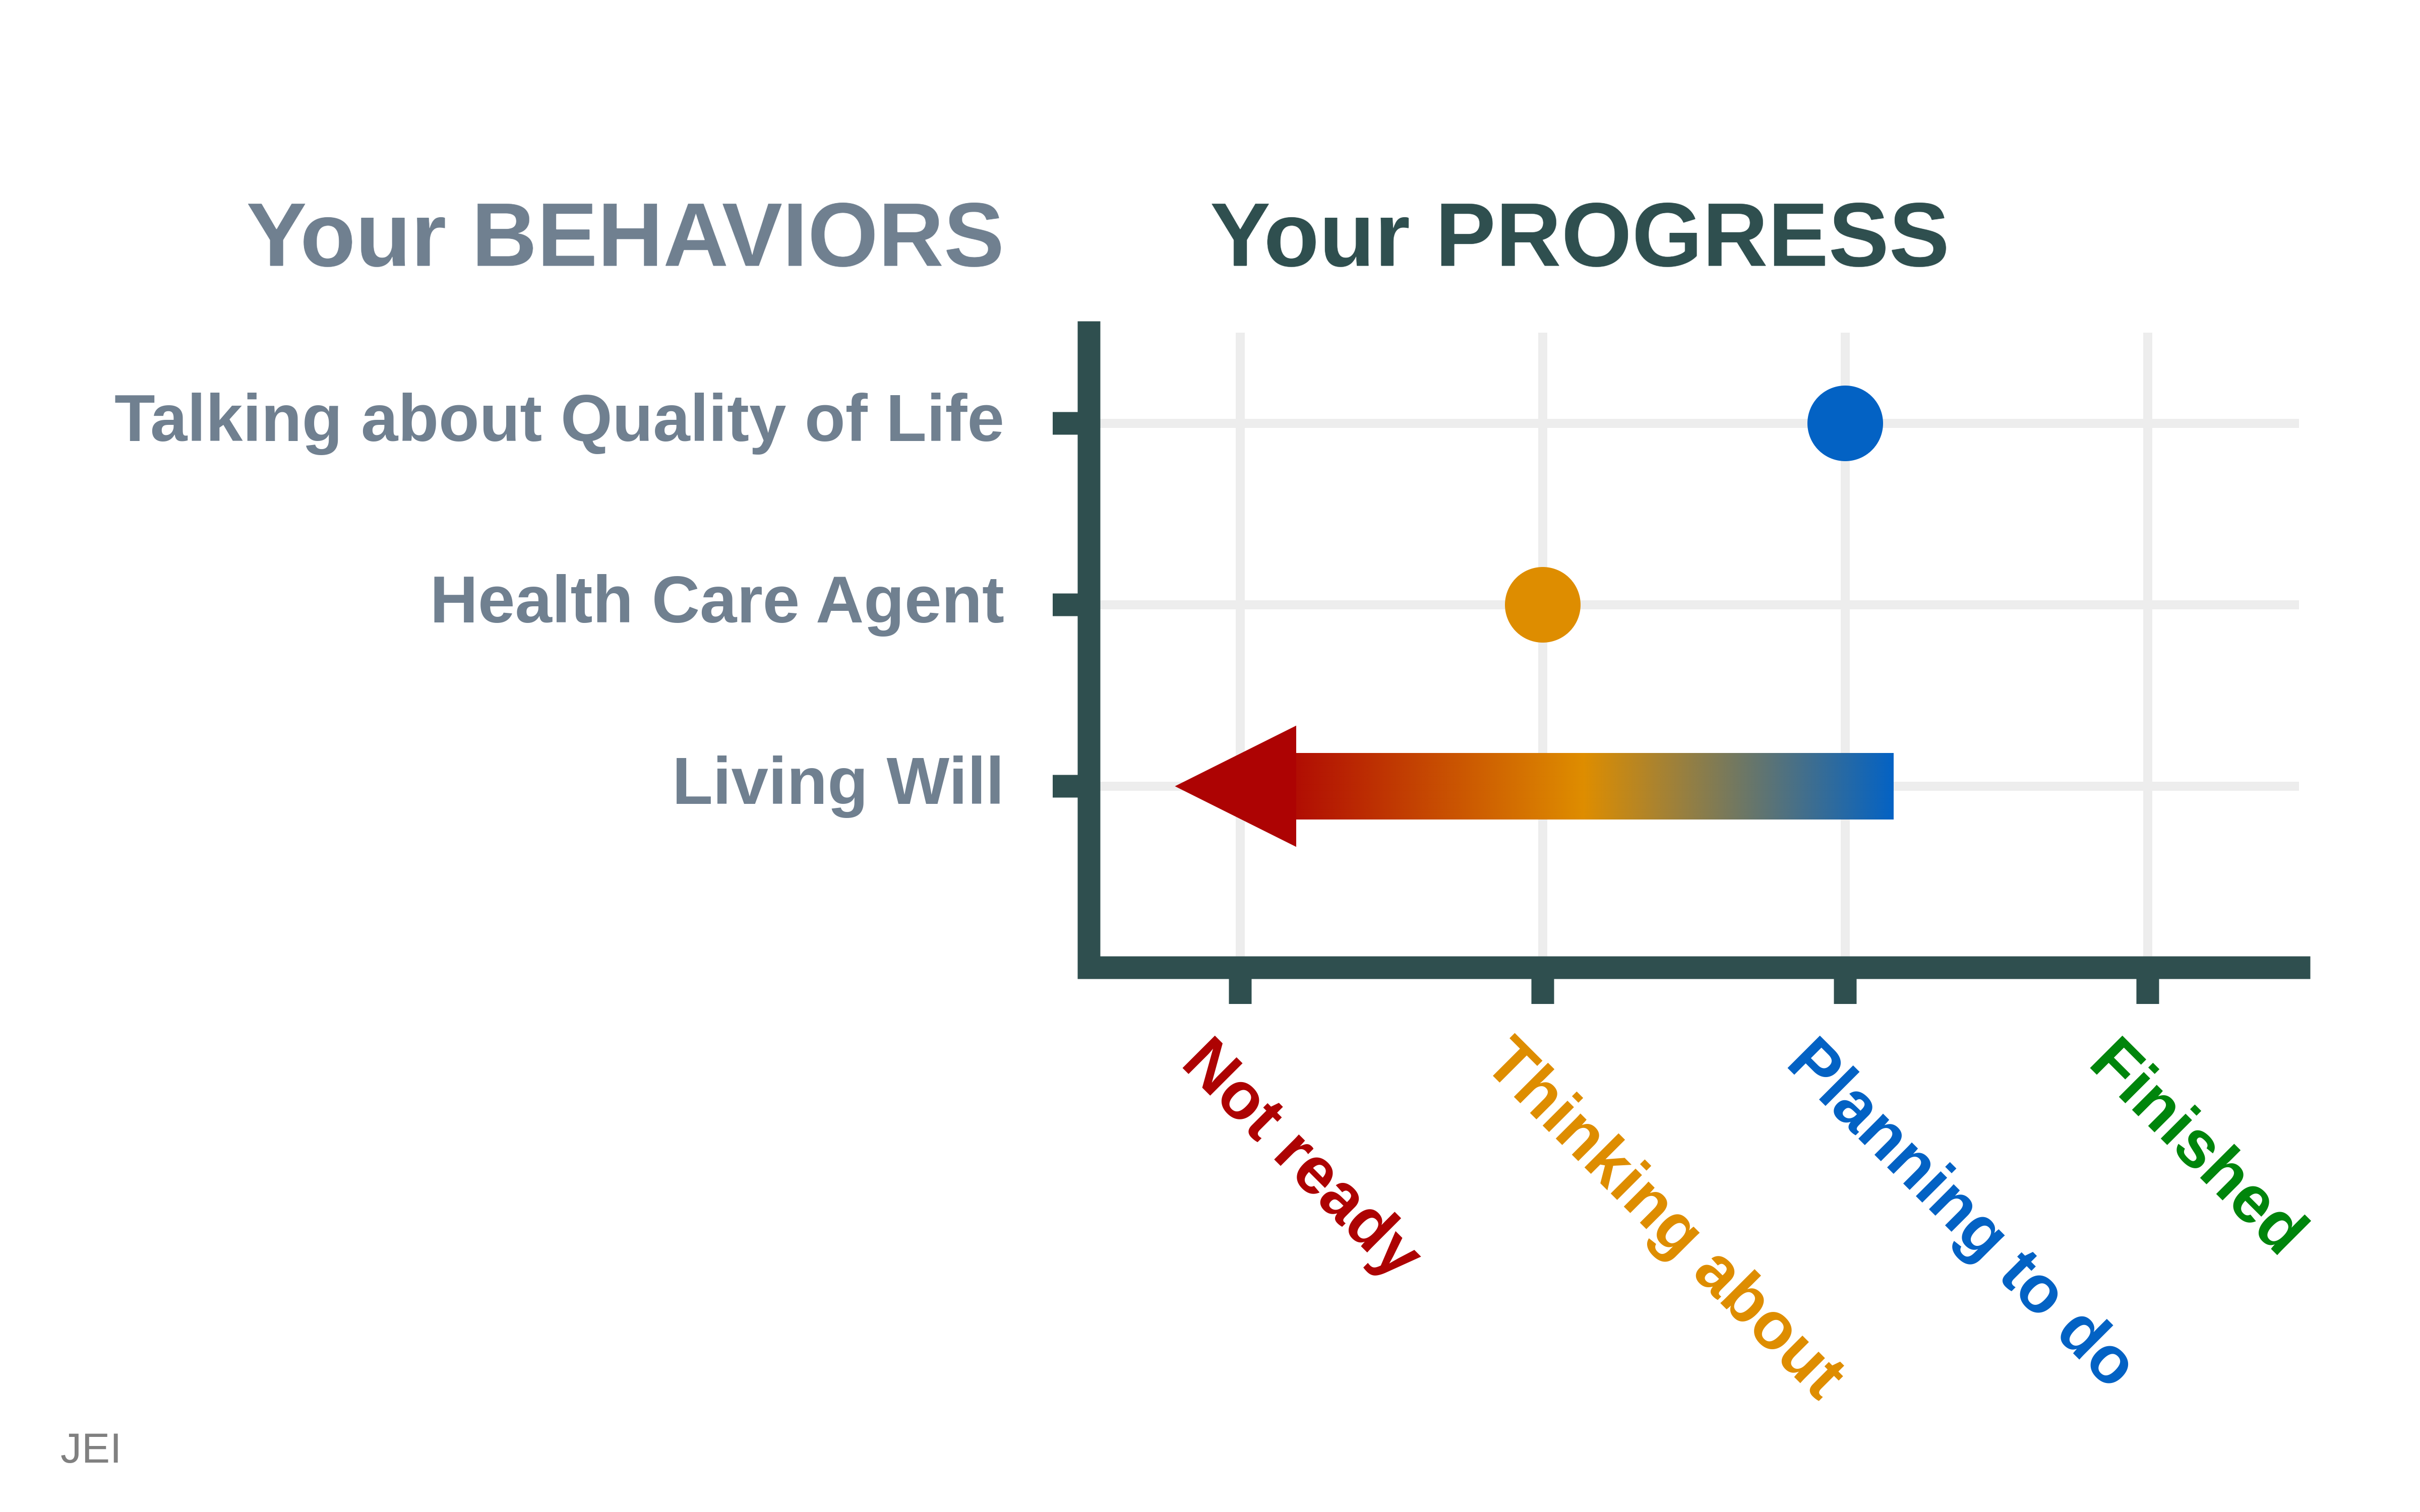 Your BEHAVIORS
Your PROGRESS
Talking about Quality of Life
Health Care Agent
Living Will
Not ready
Thinking about
Planning to do
Finished
JEI